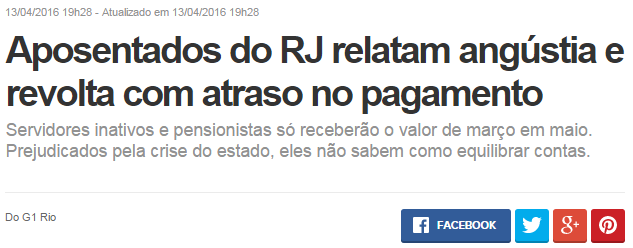 13/04/2016 19h28 - Atualizado em 13/04/2016 19h28
Aposentados do RJ relatam angústia e
revolta com atraso no pagamento
Servidores inativos e pensionistas só receberão o valor de março em maio.
Prejudicados pela crise do estado, eles não sabem como equilibrar contas.
Do G1 Rio
FACEBOOK